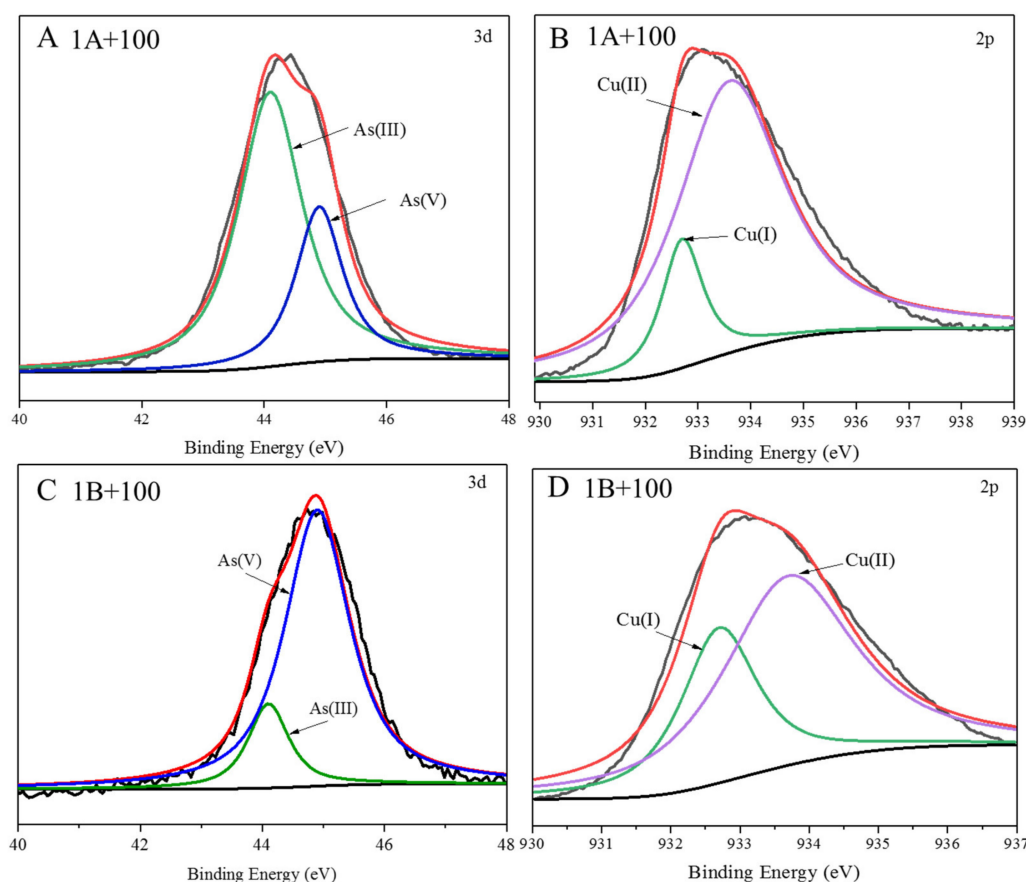 A 1A+100 3d
As(III)
As(V)
40 42 44 46 48
Binding Energy (eV)
B 1A+100 2p
Cu(II)
Cu(I)
930 931 932 933 934 935 936 937 938 939
Binding Energy (eV)
C 1B+100 3d
As(V)
As(III)
40 42 44 46 48
Binding Energy (eV)
D 1B+100 2p
Cu(II)
Cu(I)
930 931 932 933 934 935 936 937
Binding Energy (eV)